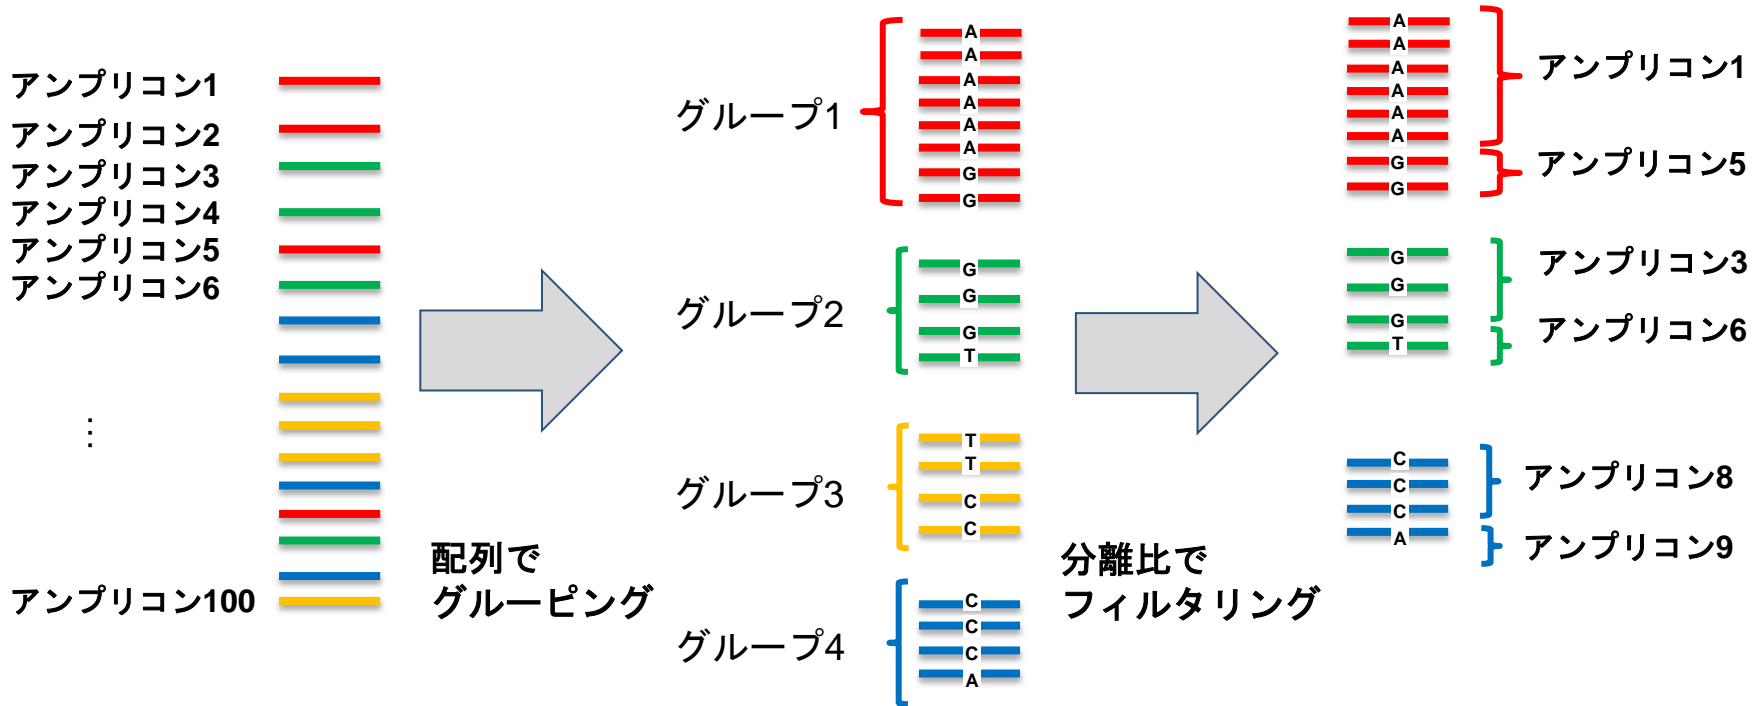 アンプリコン1
アンプリコン2
アンプリコン3
アンプリコン4
アンプリコン5
アンプリコン6
…
アンプリコン100
配列で
グルーピング
グループ1
A
A
A
A
A
A
G
G
グループ2
G
G
G
T
グループ3
T
T
C
C
グループ4
C
C
C
A
分離比で
フィルタリング
A
A
A
A
A
A
G
G
アンプリコン1
アンプリコン5
G
G
G
T
アンプリコン3
アンプリコン6
C
C
C
A
アンプリコン8
アンプリコン9